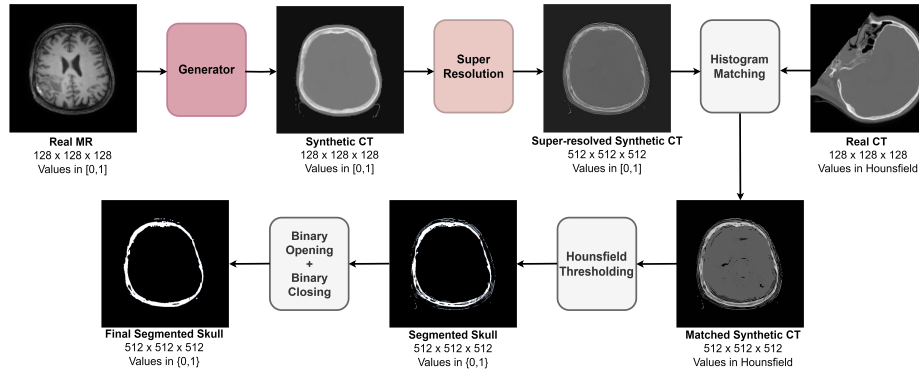 Generator
Super
Resolution
Histogram
Matching
Real MR
128 x 128 x 128
Values in [0,1]
Synthetic CT
128 x 128 x 128
Values in [0,1]
Super-resolved Synthetic CT
512 x 512 x 512
Values in [0,1]
Real CT
128 x 128 x 128
Values in Hounsfield
Binary
Opening
+
Binary
Closing
Hounsfield
Thresholding
Final Segmented Skull
512 x 512 x 512
Values in {0,1}
Segmented Skull
512 x 512 x 512
Values in {0,1}
Matched Synthetic CT
512 x 512 x 512
Values in Hounsfield